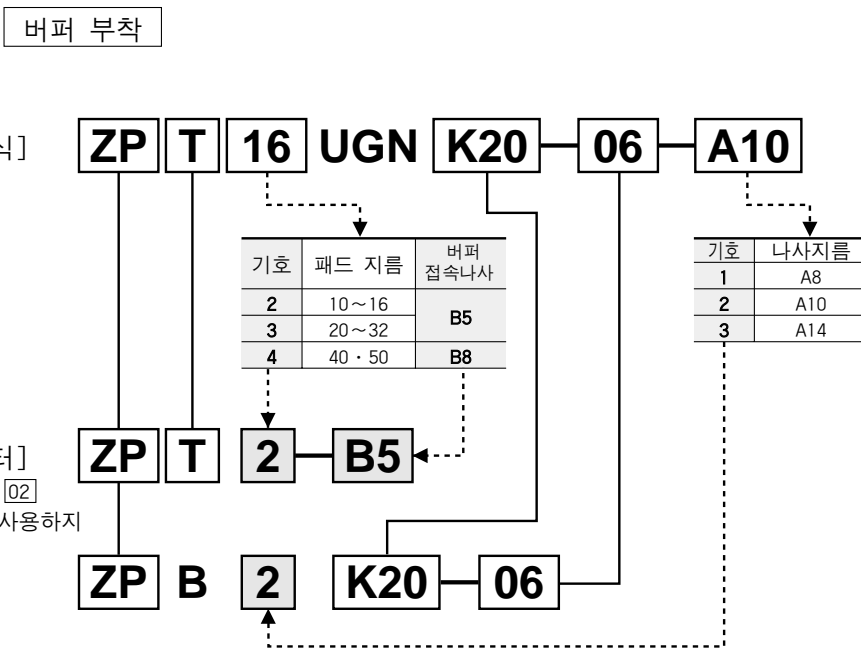 버퍼 부착
식]
ZP T 16 UGN K20 06 A10
기호 패드 지름 버퍼 접속나사
2 10～16 B5
3 20～32
4 40・50 B8
기호 나사지름
1 A8
2 A10
3 A14
터]
ZP T 2 B5
02
사용하지
ZP B 2 K20 06